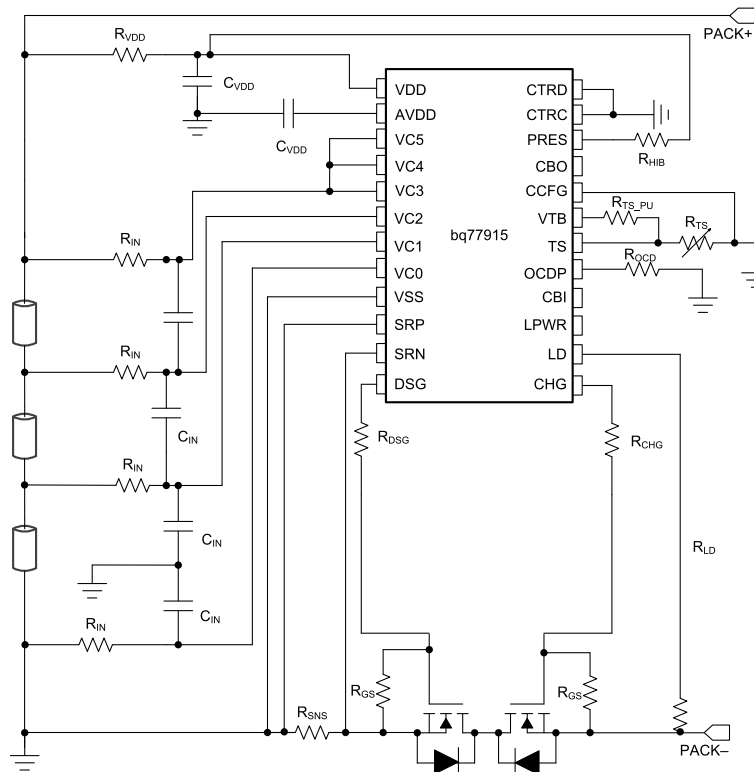 PACK+
RVDD
CVDD
CVDD
VDD
AVDD
VC5
VC4
VC3
VC2
VC1
VC0
VSS
SRP
SRN
DSG
bq77915
CTRD
CTRC
PRES
CBO
CCFG
VTB
TS
OCDP
CBI
LPWR
LD
CHG
RHIB
RTS_PU
RTS
ROCD
RIN
RIN
CIN
RIN
CIN
CIN
RIN
RDSG
RCHG
RLD
RGS
RGS
RSNS
PACK–